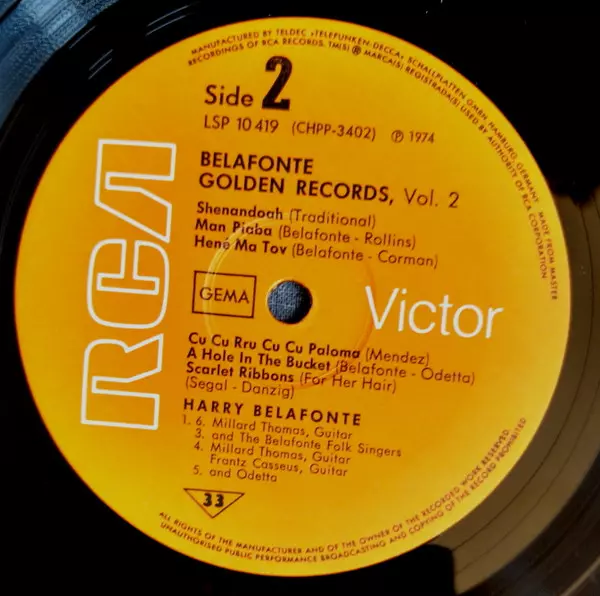 MANUFACTURED BY TELDEC »TELEFUNKEN-DECCA« SCHALLPLATTEN GMBH HAMBURG, GERMANY MADE FROM MASTER
RECORDINGS OF RCA RECORDS. TM(S) ® MARCA(S) REGISTRADA(S) USED BY AUTHORITY OF RCA CORPORATION
Side 2
LSP 10 419 (CHPP-3402) ℗ 1974
BELAFONTE
GOLDEN RECORDS, Vol. 2
Shenandoah (Traditional)
Man Piaba (Belafonte - Rollins)
Hené Ma Tov (Belafonte - Corman)
RCA
GEMA
Victor
Cu Cu Rru Cu Cu Paloma (Mendez)
A Hole In The Bucket (Belafonte - Odetta)
Scarlet Ribbons (For Her Hair)
(Segal - Danzig)
HARRY BELAFONTE
1. 6. Millard Thomas, Guitar
3. and The Belafonte Folk Singers
4. Millard Thomas, Guitar
Frantz Casseus, Guitar
5. and Odetta
33
ALL RIGHTS OF THE MANUFACTURER AND OF THE OWNER OF THE RECORDED WORK RESERVED.
UNAUTHORISED PUBLIC PERFORMANCE BROADCASTING AND COPYING OF THE RECORD PROHIBITED